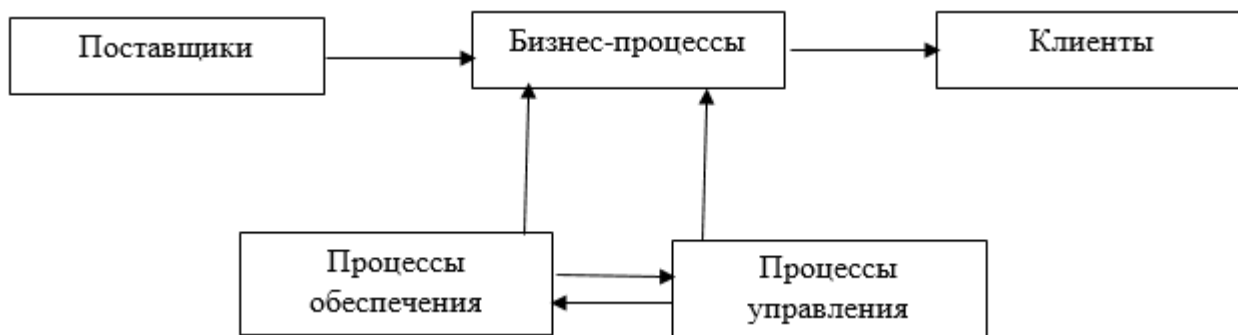 Поставщики
Бизнес-процессы
Клиенты
Процессы
обеспечения
Процессы
управления